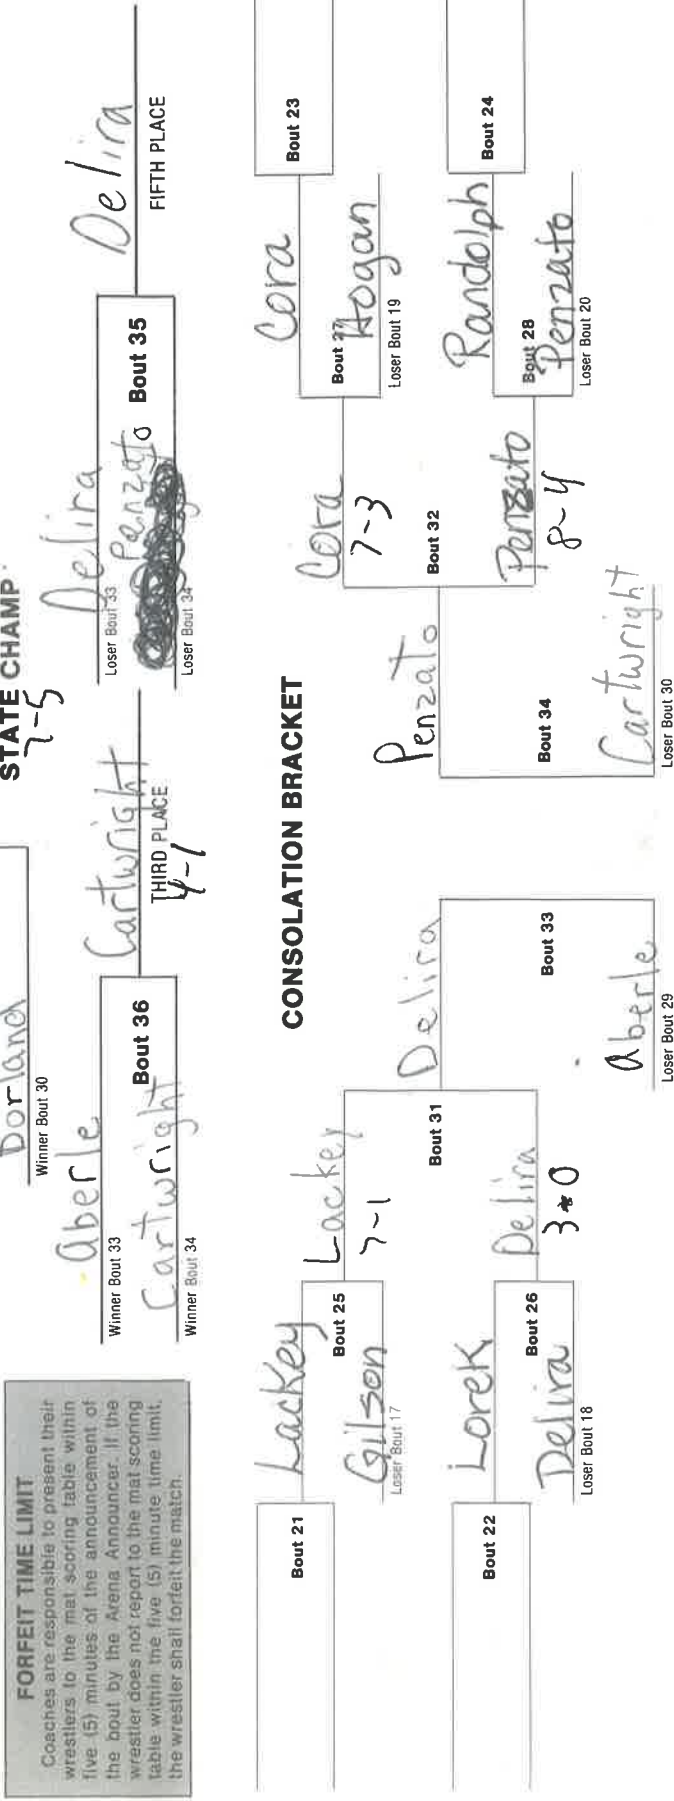 FORFEIT TIME LIMIT
Coaches are responsible to present their
wrestlers to the mat scoring table within
five (5) minutes of the announcement of
the bout by the Arena Announcer. If the
wrestler does not report to the mat scoring
table within the five (5) minute time limit,
the wrestler shall forfeit the match.
Dorland
Winner Bout 30
STATE CHAMP
7-5
Aberle
Winner Bout 33
Bout 36
Cartwright
Winner Bout 34
Cartwright
THIRD PLACE
4-1
Delira
Loser Bout 33
Penzato
Bout 35
Loser Bout 34
Delira
FIFTH PLACE
CONSOLATION BRACKET
Bout 21
Lackey
Bout 25
Gilson
Loser Bout 17
Lackey
7-1
Bout 22
Lorek
Bout 26
Delira
Loser Bout 18
Delira
3-0
Bout 31
Delira
Bout 33
Aberle
Loser Bout 29
Penzato
Bout 34
Cartwright
Loser Bout 30
Cora
7-3
Bout 32
Penzato
8-4
Cora
Bout 27
Hogan
Loser Bout 19
Bout 23
Randolph
Bout 28
Penzato
Loser Bout 20
Bout 24